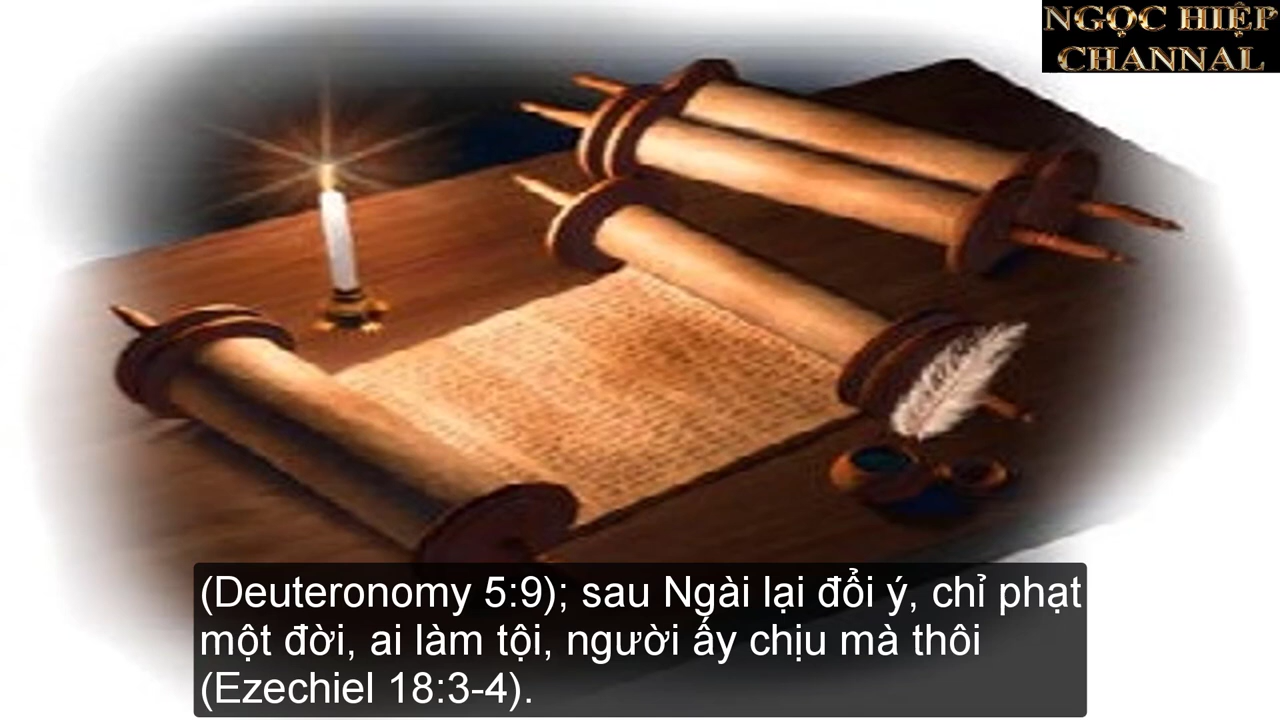 NGỌC HIỆP
CHANNAL
(Deuteronomy 5:9); sau Ngài lại đổi ý, chỉ phạt
một đời, ai làm tội, người ấy chịu mà thôi
(Ezechiel 18:3-4).